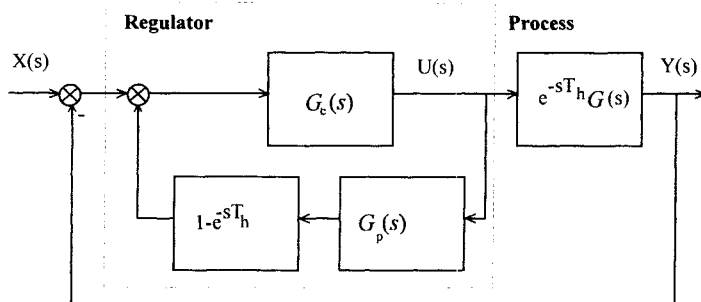 Regulator
Process
X(s)
U(s)
Y(s)
G_c(s)
e^{-sT_h}G(s)
-
1-e^{-sT_h}
G_p(s)